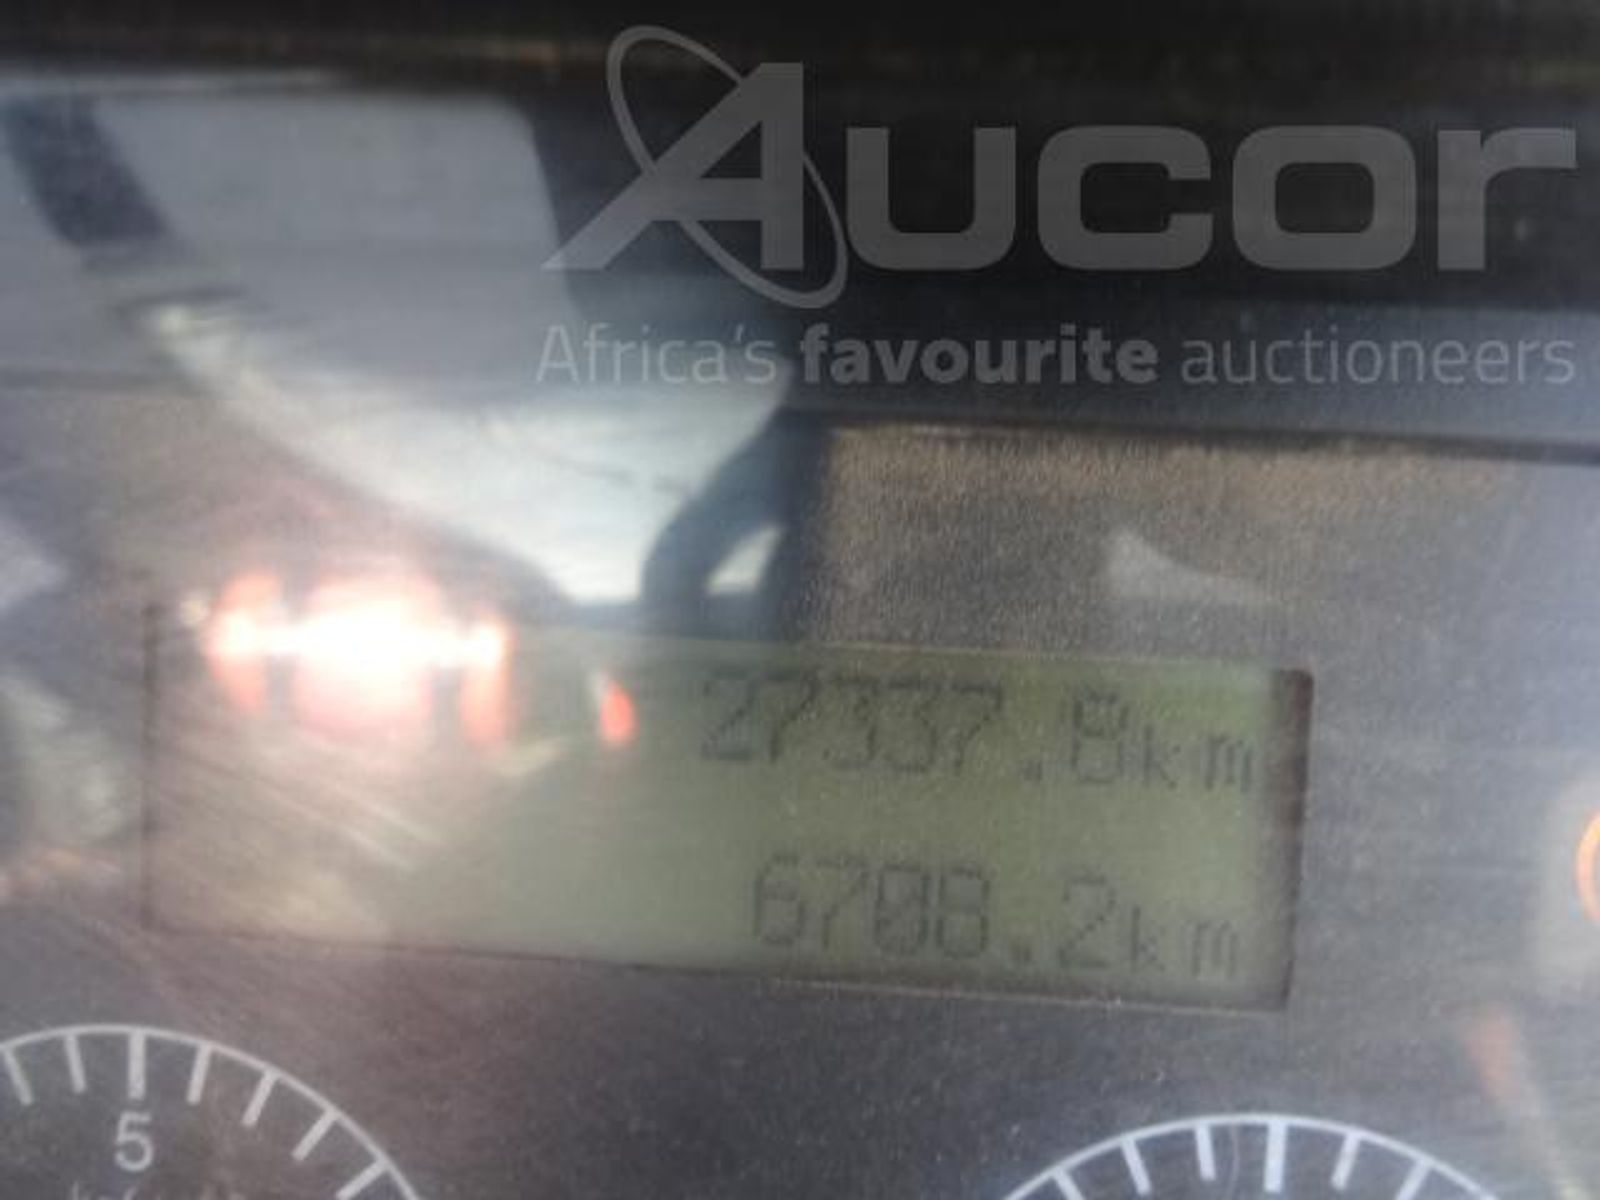 Aucor
Africa's favourite auctioneers
27337.8km
6708.2km
5